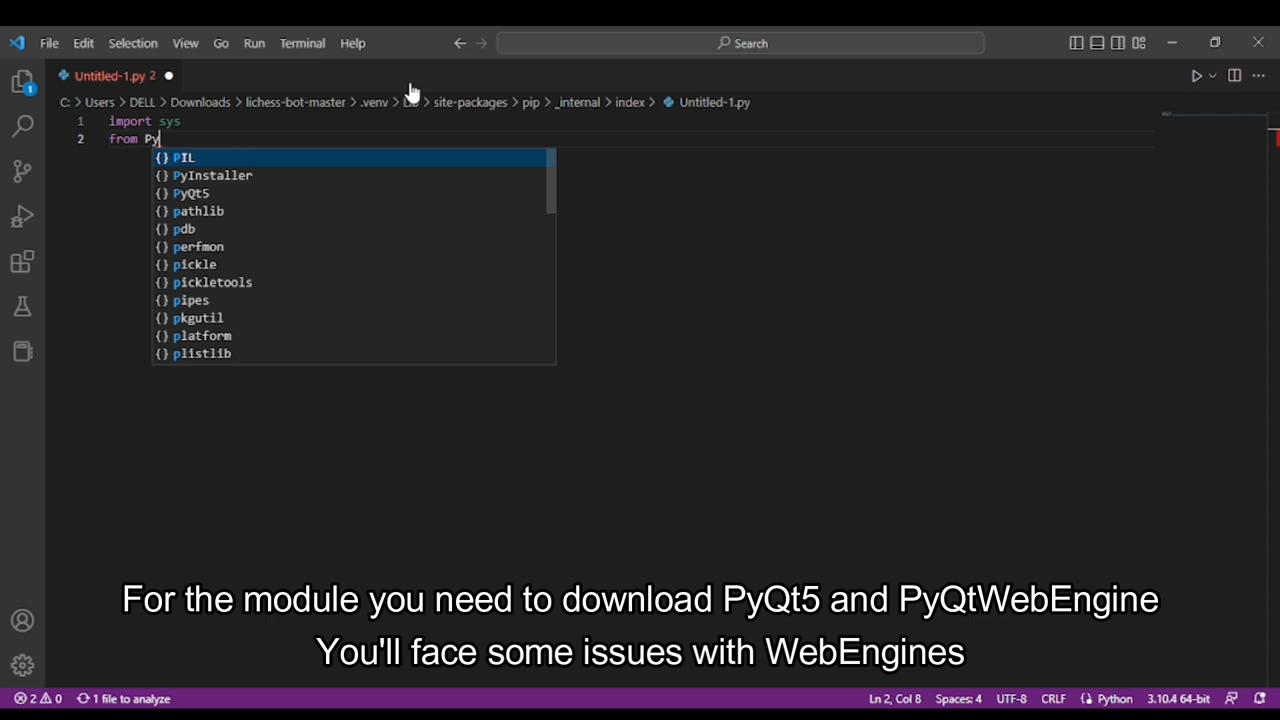 File Edit Selection View Go Run Terminal Help Search
Untitled-1.py 2
C: > Users > DELL > Downloads > lichess-bot-master > .venv > > site-packages > pip > _internal > index > Untitled-1.py
1 import sys
2 from Py
{} PIL
{} PyInstaller
{} PyQt5
{} pathlib
{} pdb
{} perfmon
{} pickle
{} pickletools
{} pipes
{} pkgutil
{} platform
{} plistlib
1
For the module you need to download PyQt5 and PyQtWebEngine
You'll face some issues with WebEngines
2 0 1 file to analyze Ln 2, Col 8 Spaces: 4 UTF-8 CRLF Python 3.10.4 64-bit